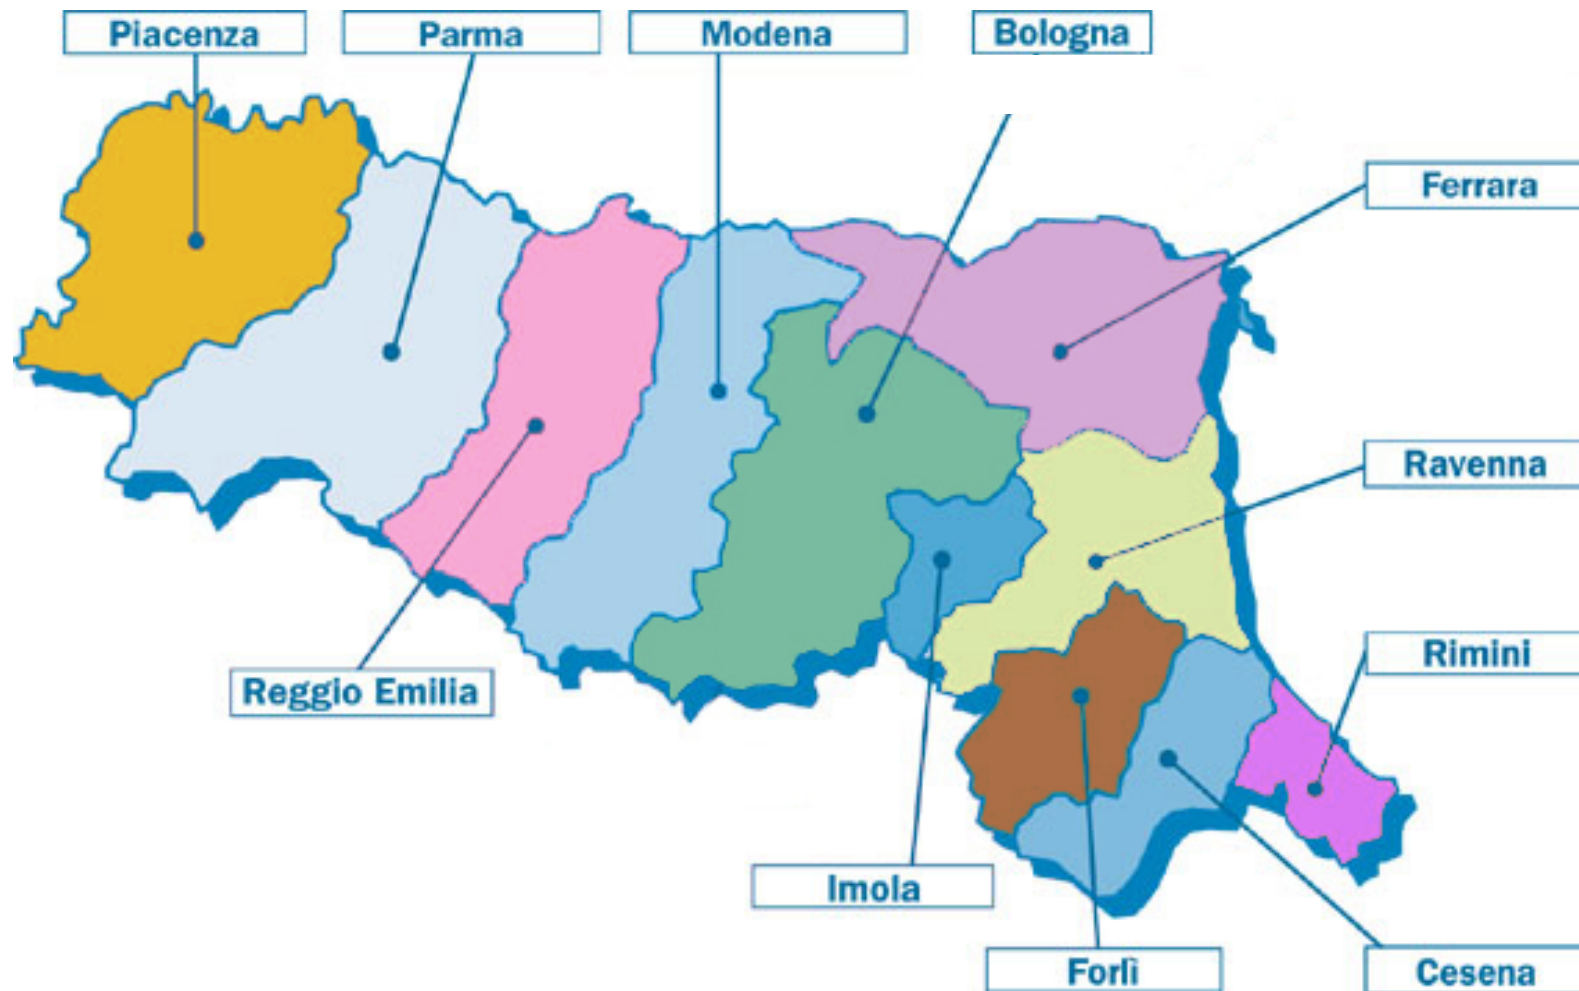 Piacenza
Parma
Modena
Bologna
Ferrara
Ravenna
Rimini
Reggio Emilia
Imola
Forlì
Cesena